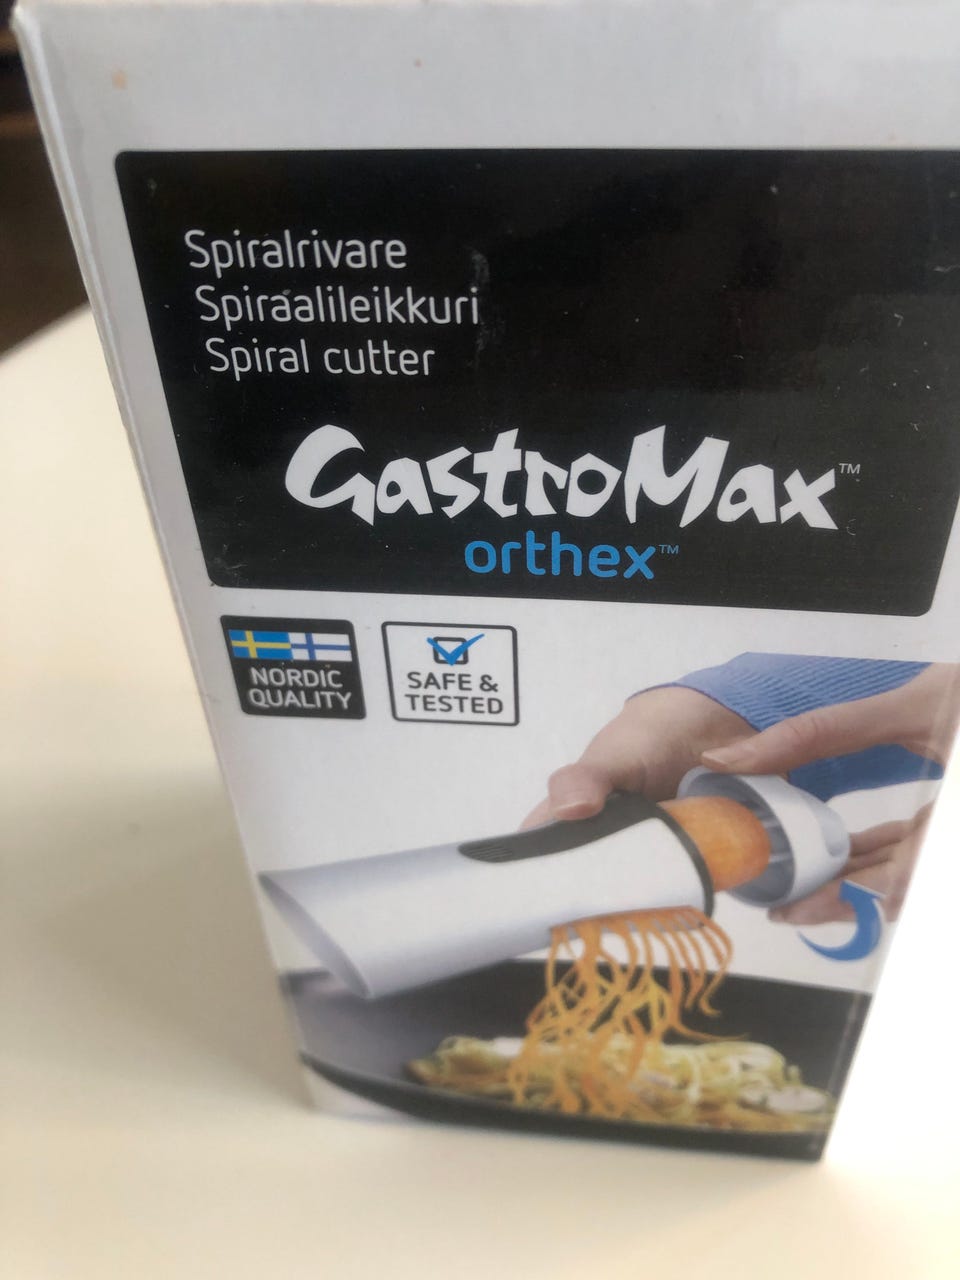 Spiralrivare
Spiraalileikkuri
Spiral cutter
GastroMax™
orthex™
NORDIC
QUALITY
SAFE &
TESTED